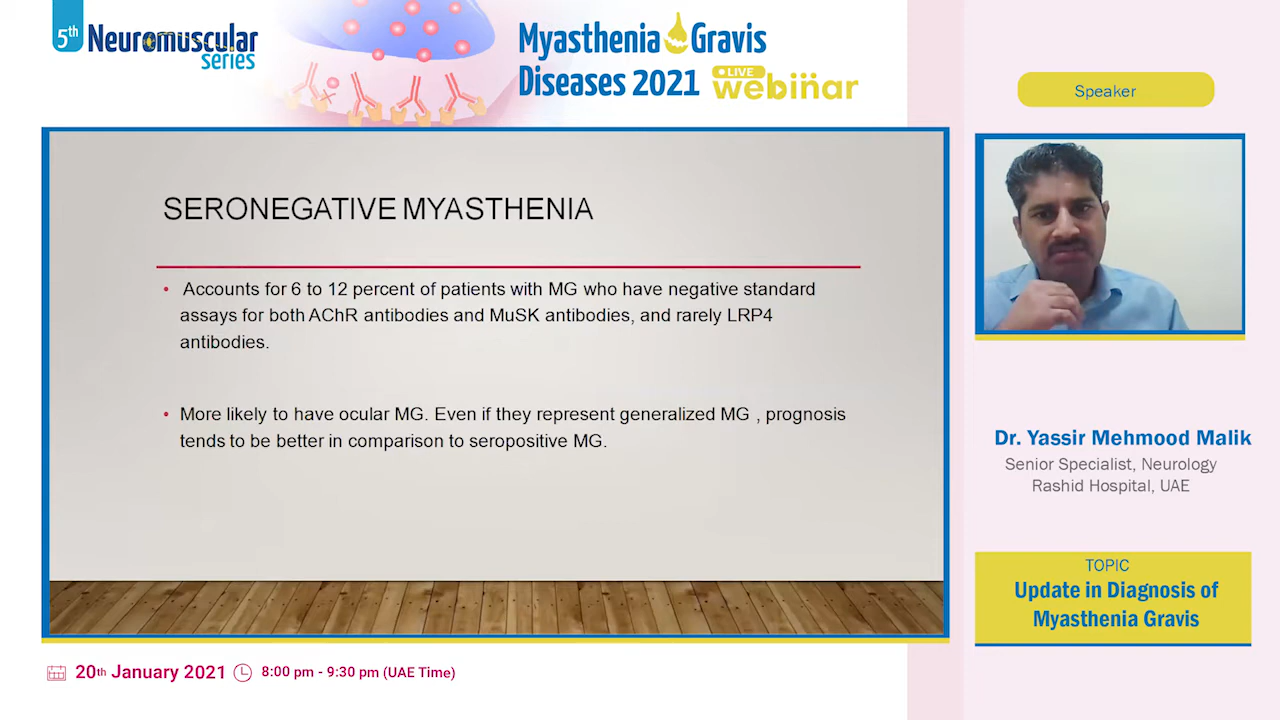 5th Neuromuscular
series
Myasthenia Gravis
Diseases 2021 LIVE webinar
Speaker
SERONEGATIVE MYASTHENIA
• Accounts for 6 to 12 percent of patients with MG who have negative standard
assays for both AChR antibodies and MuSK antibodies, and rarely LRP4
antibodies.
• More likely to have ocular MG. Even if they represent generalized MG , prognosis
tends to be better in comparison to seropositive MG.
Dr. Yassir Mehmood Malik
Senior Specialist, Neurology
Rashid Hospital, UAE
TOPIC
Update in Diagnosis of
Myasthenia Gravis
20th January 2021 8:00 pm - 9:30 pm (UAE Time)